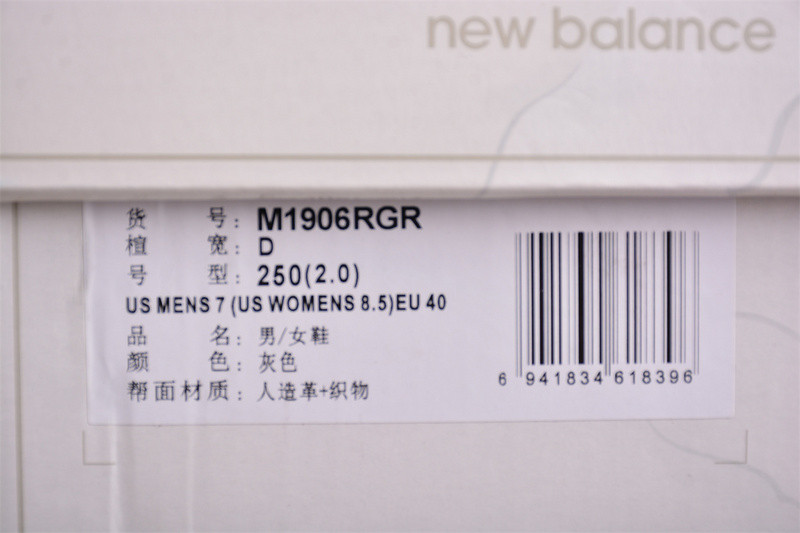 new balance
货 号: M1906RGR
楦 宽: D
号 型: 250(2.0)
US MENS 7 (US WOMENS 8.5)EU 40
品 名: 男/女鞋
颜 色: 灰色
帮面材质: 人造革+织物
6 941834 618396